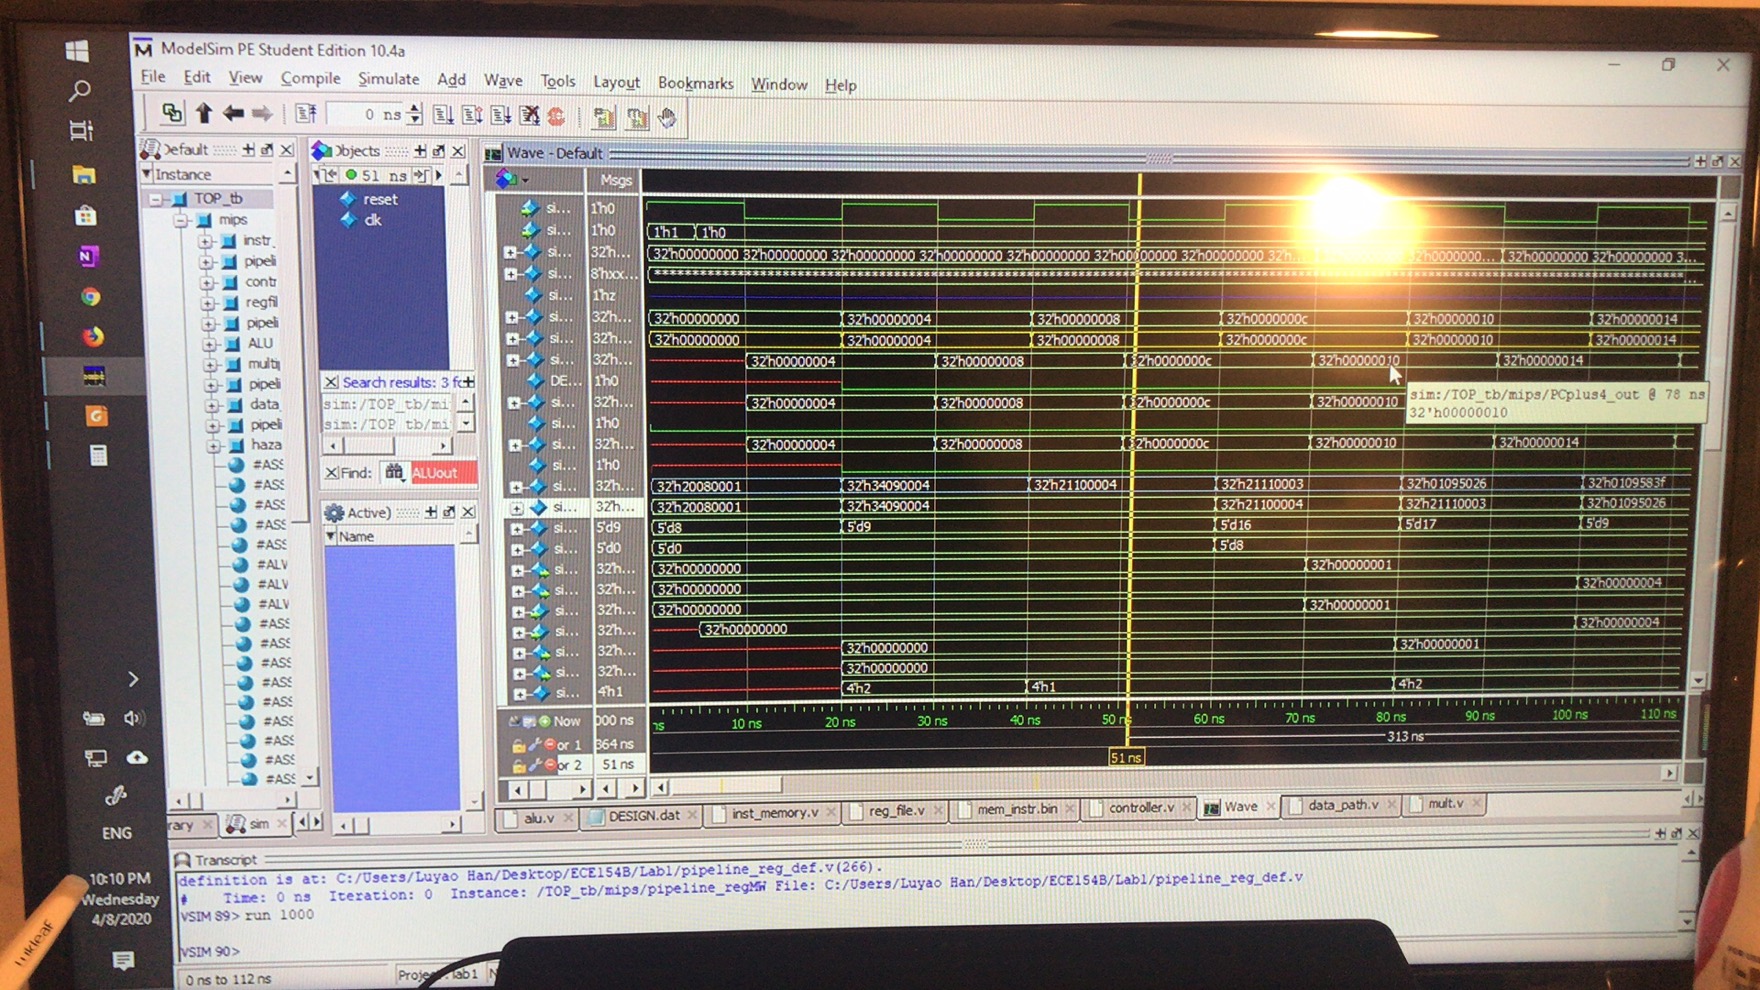 ModelSim PE Student Edition 10.4a
File Edit View Compile Simulate Add Wave Tools Layout Bookmarks Window Help
0 ns
Default
Instance
TOP_tb
mips
instr_
pipeli
contr
regfil
pipeli
ALU
multi
pipeli
data_
pipeli
haza
#ASS
#ASS
#ASS
#ASS
#ASS
#ALV
#ALV
#ALV
#ASS
#ASS
#ASS
#ASS
#ASS
#ASS
#ASS
#ASS
#ASS
Objects
51 ns
reset
clk
Search results: 3 fo
sim:/TOP_tb/mi
sim:/TOP_tb/mi
Find: ALUout
Active)
Name
Wave - Default
Msgs
si... 1'h0
si... 1'h0 1'h1 1'h0
si... 32'h... 32'h00000000 32'h00000000 32'h00000000 32'h00000000 32'h00000000 32'h00000000 32'h00000000 32'h00000000
si... 8'hxx...
si... 1'hz
si... 32'h... 32'h00000000 32'h00000004 32'h00000008 32'h0000000c 32'h00000010 32'h00000014
si... 32'h... 32'h00000000 32'h00000004 32'h00000008 32'h0000000c 32'h00000010 32'h00000014
si... 32'h... 32'h00000004 32'h00000008 32'h0000000c 32'h00000010 32'h00000014
DE... 1'h0
si... 32'h... 32'h00000004 32'h00000008 32'h0000000c 32'h00000010
sim:/TOP_tb/mips/PCplus4_out @ 78 ns
32'h00000010
si... 1'h0
si... 32'h... 32'h00000004 32'h00000008 32'h0000000c 32'h00000010 32'h00000014
si... 1'h0
si... 32'h... 32'h20080001 32'h34090004 32'h21100004 32'h21110003 32'h01095026 32'h0109583f
si... 32'h... 32'h20080001 32'h34090004 32'h21100004 32'h21110003 32'h01095026
si... 5'd9 5'd8 5'd9 5'd16 5'd17 5'd9
si... 5'd0 5'd0 5'd8
si... 32'h... 32'h00000000 32'h00000001
si... 32'h... 32'h00000000 32'h00000004
si... 32'h... 32'h00000000 32'h00000001
si... 32'h... 32'h00000000 32'h00000004
si... 32'h... 32'h00000000 32'h00000001
si... 32'h... 32'h00000000
si... 4'h1 4'h2 4'h1 4'h2
Now 000 ns ns 10 ns 20 ns 30 ns 40 ns 50 ns 60 ns 70 ns 80 ns 90 ns 100 ns 110 ns
or 1 364 ns 313 ns
or 2 51 ns 51 ns
rary sim
alu.v DESIGN.dat inst_memory.v reg_file.v mem_instr.bin controller.v Wave data_path.v mult.v
Transcript
definition is at: C:/Users/Luyao Han/Desktop/ECE154B/Lab1/pipeline_reg_def.v(266).
# Time: 0 ns Iteration: 0 Instance: /TOP_tb/mips/pipeline_regMW File: C:/Users/Luyao Han/Desktop/ECE154B/Lab1/pipeline_reg_def.v
VSIM 89> run 1000
VSIM 90>
0 ns to 112 ns
ENG
10:10 PM
Wednesday
4/8/2020
Lukleaf